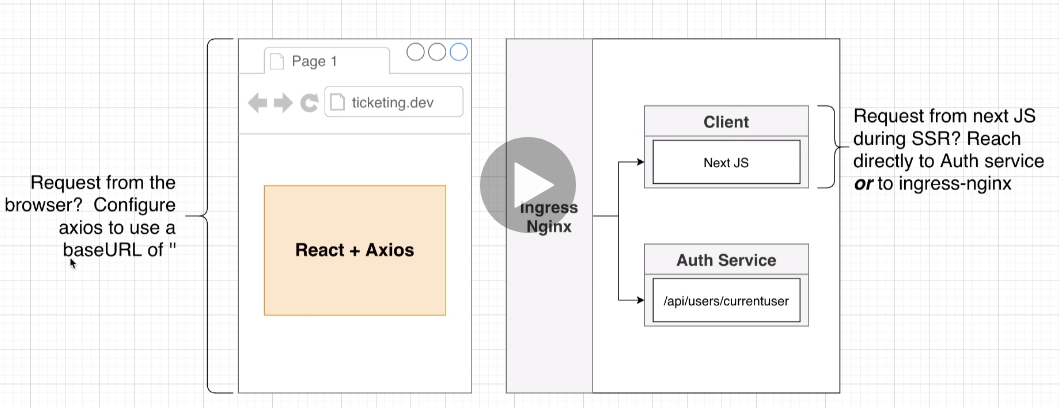 Page 1
ticketing.dev
Request from the
browser? Configure
axios to use a
baseURL of ''
React + Axios
Ingress
Nginx
Client
Next JS
Auth Service
/api/users/currentuser
Request from next JS
during SSR? Reach
directly to Auth service
or to ingress-nginx